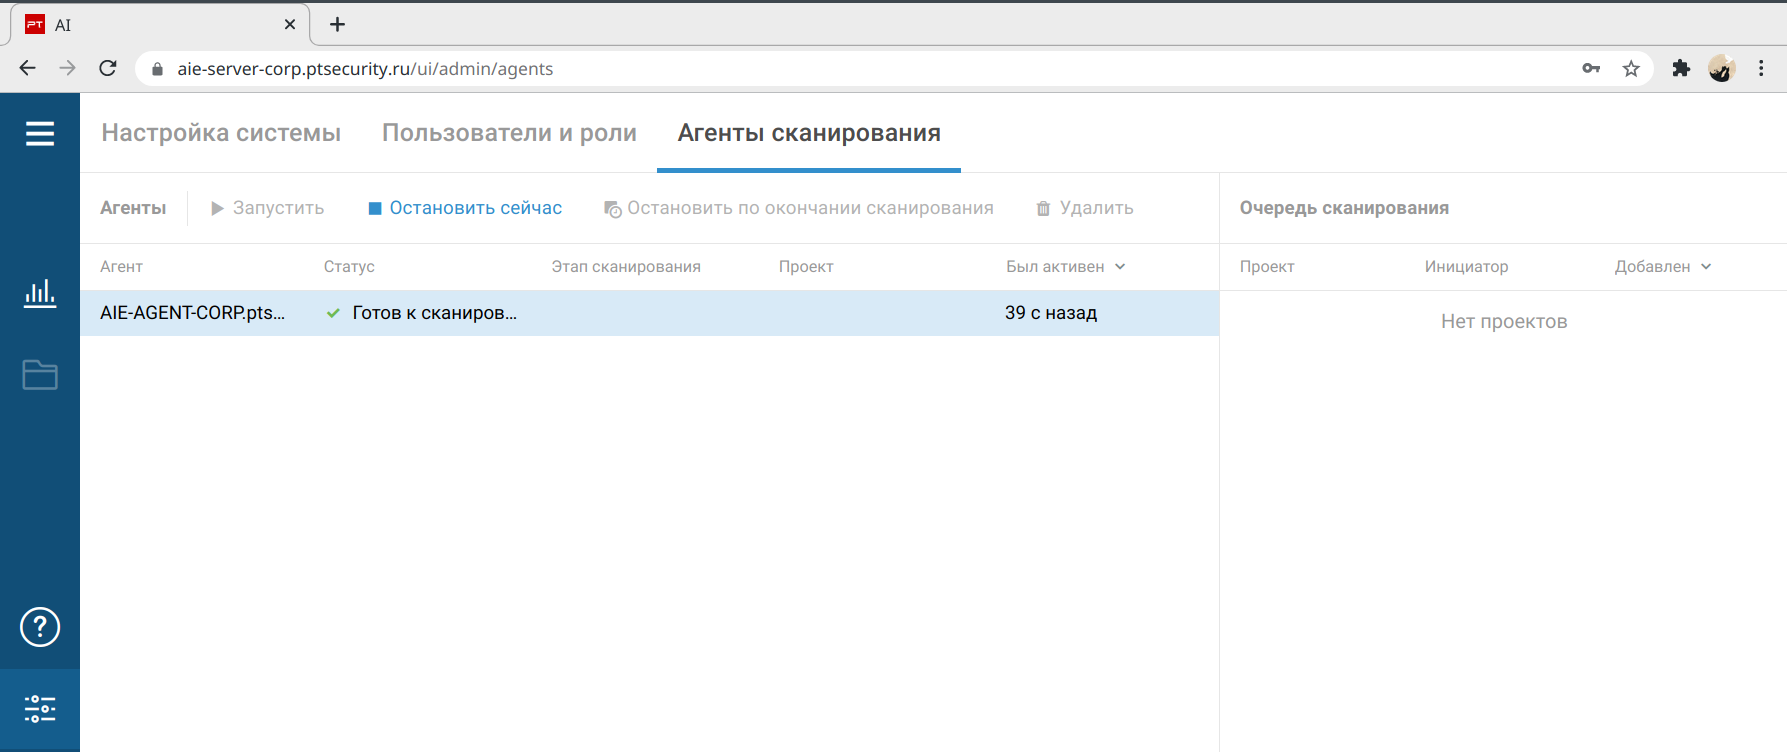 PT AI
aie-server-corp.ptsecurity.ru/ui/admin/agents
Настройка системы Пользователи и роли Агенты сканирования
Агенты Запустить Остановить сейчас Остановить по окончании сканирования Удалить Очередь сканирования
Агент Статус Этап сканирования Проект Был активен Проект Инициатор Добавлен
AIE-AGENT-CORP.pts... Готов к сканиров... 39 с назад
Нет проектов
?